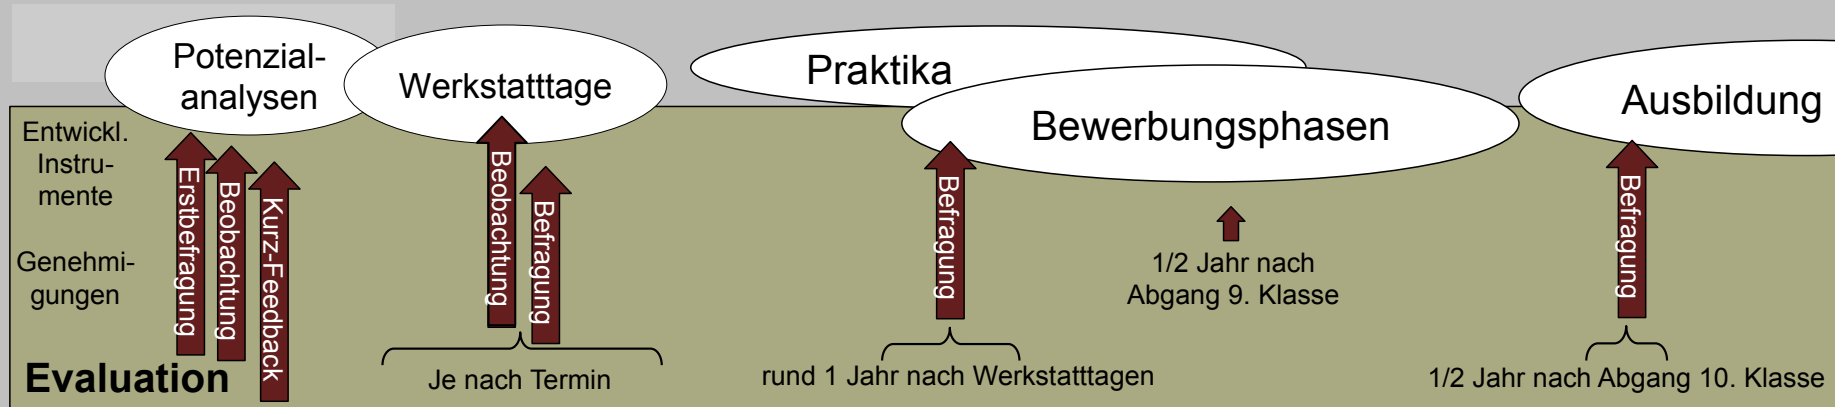 Potenzial-
analysen
Werkstatttage
Praktika
Bewerbungsphasen
Ausbildung
Entwickl.
Instru-
mente
Genehmi-
gungen
Erstbefragung
Beobachtung
Kurz-Feedback
Beobachtung
Befragung
Befragung
1/2 Jahr nach
Abgang 9. Klasse
Befragung
Evaluation
Je nach Termin
rund 1 Jahr nach Werkstatttagen
1/2 Jahr nach Abgang 10. Klasse